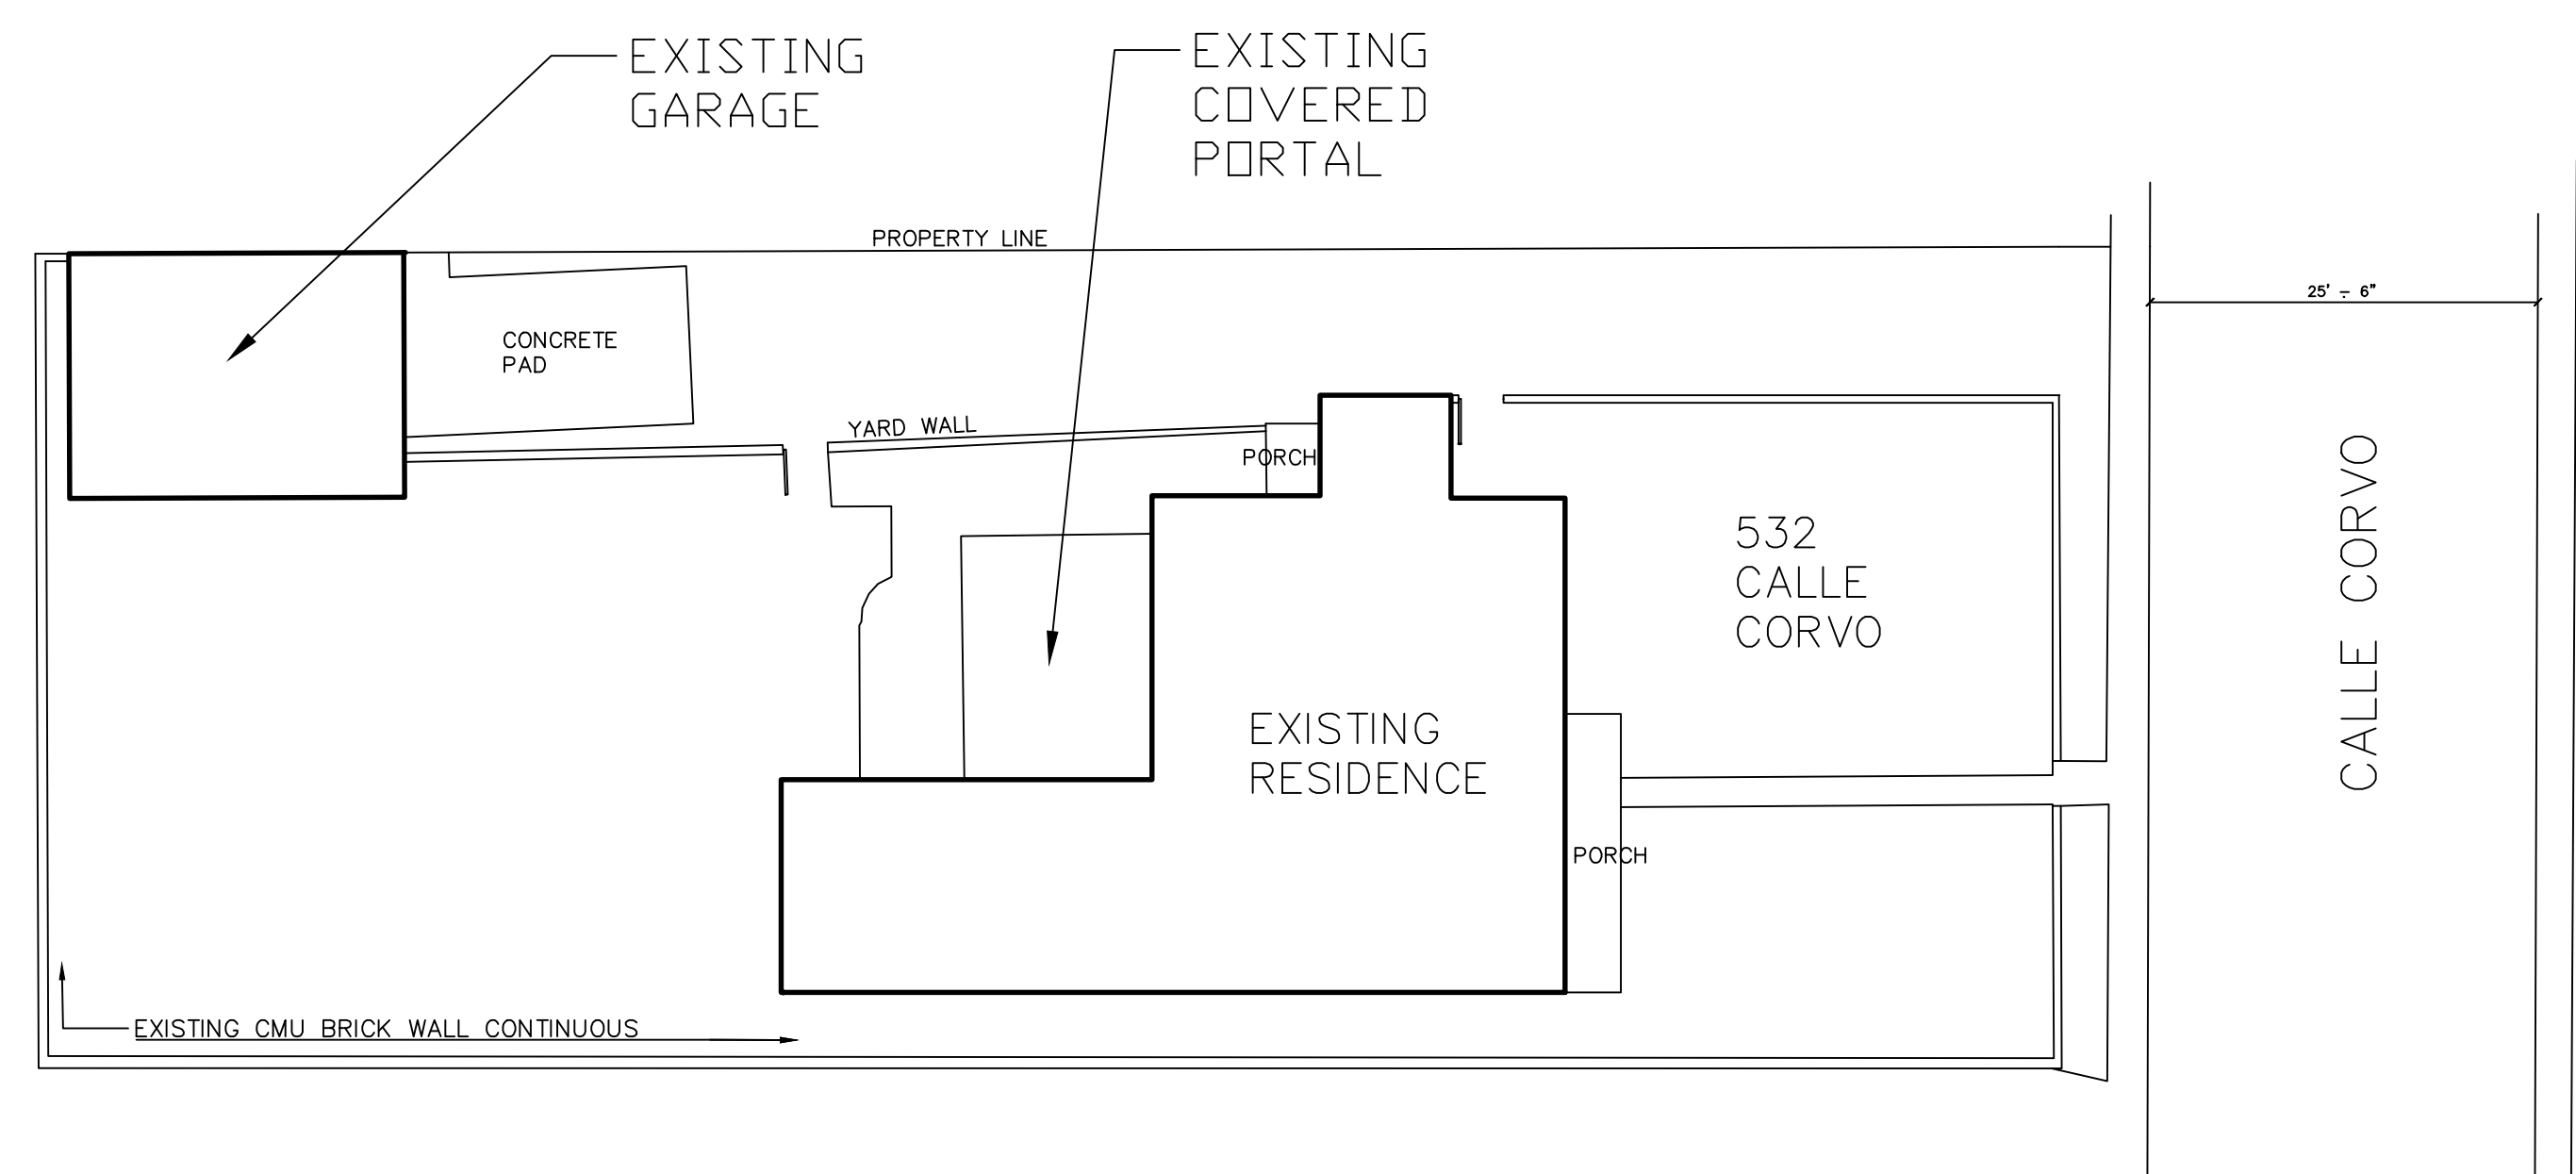 EXISTING
GARAGE
EXISTING
COVERED
PORTAL
PROPERTY LINE
25' - 6"
CONCRETE
PAD
YARD WALL
PORCH
532
CALLE
CORVO
CALLE CORVO
EXISTING
RESIDENCE
PORCH
EXISTING CMU BRICK WALL CONTINUOUS